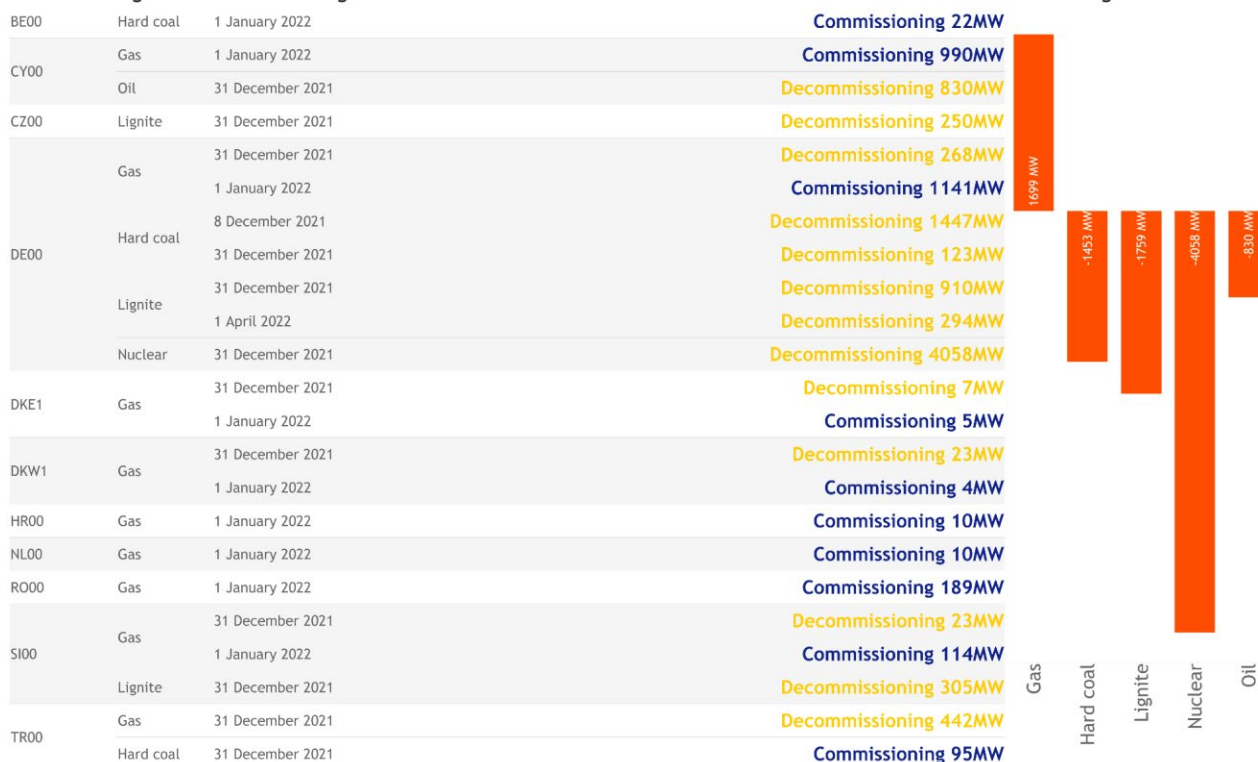 BE00 Hard coal 1 January 2022 Commissioning 22MW
CY00 Gas 1 January 2022 Commissioning 990MW
Oil 31 December 2021 Decommissioning 830MW
CZ00 Lignite 31 December 2021 Decommissioning 250MW
DE00 Gas 31 December 2021 Decommissioning 268MW
1 January 2022 Commissioning 1141MW
Hard coal 8 December 2021 Decommissioning 1447MW
31 December 2021 Decommissioning 123MW
Lignite 31 December 2021 Decommissioning 910MW
1 April 2022 Decommissioning 294MW
Nuclear 31 December 2021 Decommissioning 4058MW
DKE1 Gas 31 December 2021 Decommissioning 7MW
1 January 2022 Commissioning 5MW
DKW1 Gas 31 December 2021 Decommissioning 23MW
1 January 2022 Commissioning 4MW
HR00 Gas 1 January 2022 Commissioning 10MW
NL00 Gas 1 January 2022 Commissioning 10MW
RO00 Gas 1 January 2022 Commissioning 189MW
SI00 Gas 31 December 2021 Decommissioning 23MW
1 January 2022 Commissioning 114MW
Lignite 31 December 2021 Decommissioning 305MW
TR00 Gas 31 December 2021 Decommissioning 442MW
Hard coal 31 December 2021 Commissioning 95MW
1699 MW
-1453 MW
-1759 MW
-4058 MW
-830 MW
Gas
Hard coal
Lignite
Nuclear
Oil